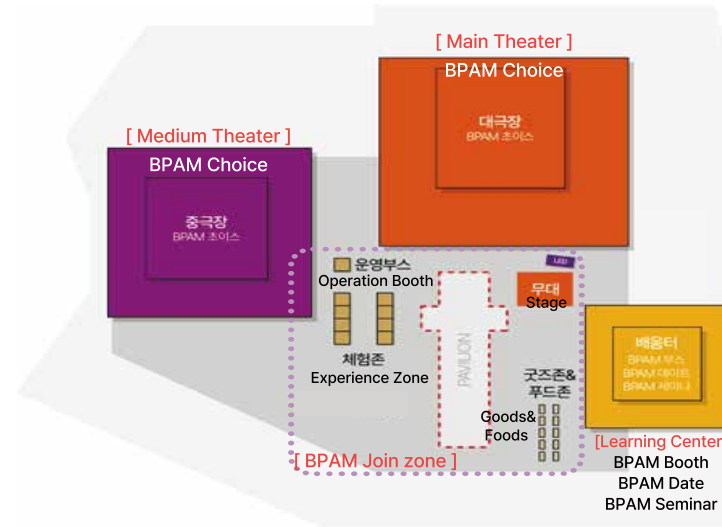 [ Main Theater ]
BPAM Choice
대극장
BPAM 초이스
[ Medium Theater ]
BPAM Choice
중극장
BPAM 초이스
운영부스
Operation Booth
LED
무대
Stage
체험존
Experience Zone
PAVILION
굿즈존&
푸드존
Goods&
Foods
배움터
BPAM 부스
BPAM 데이트
BPAM 세미나
[ BPAM Join zone ]
[Learning Center
BPAM Booth
BPAM Date
BPAM Seminar